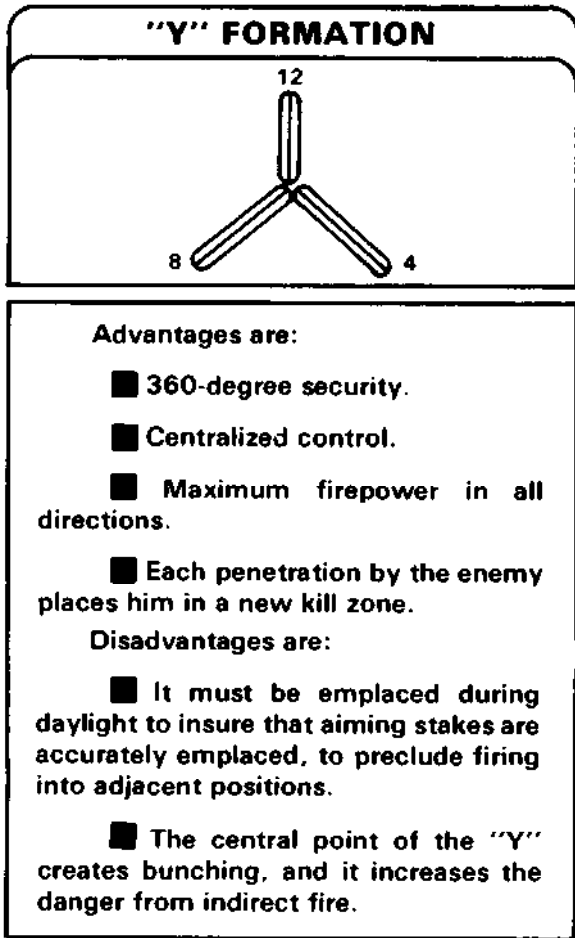 "Y" FORMATION
12
8
4
Advantages are:
■ 360-degree security.
■ Centralized control.
■ Maximum firepower in all
directions.
■ Each penetration by the enemy
places him in a new kill zone.
Disadvantages are:
■ It must be emplaced during
daylight to insure that aiming stakes are
accurately emplaced, to preclude firing
into adjacent positions.
■ The central point of the "Y"
creates bunching, and it increases the
danger from indirect fire.